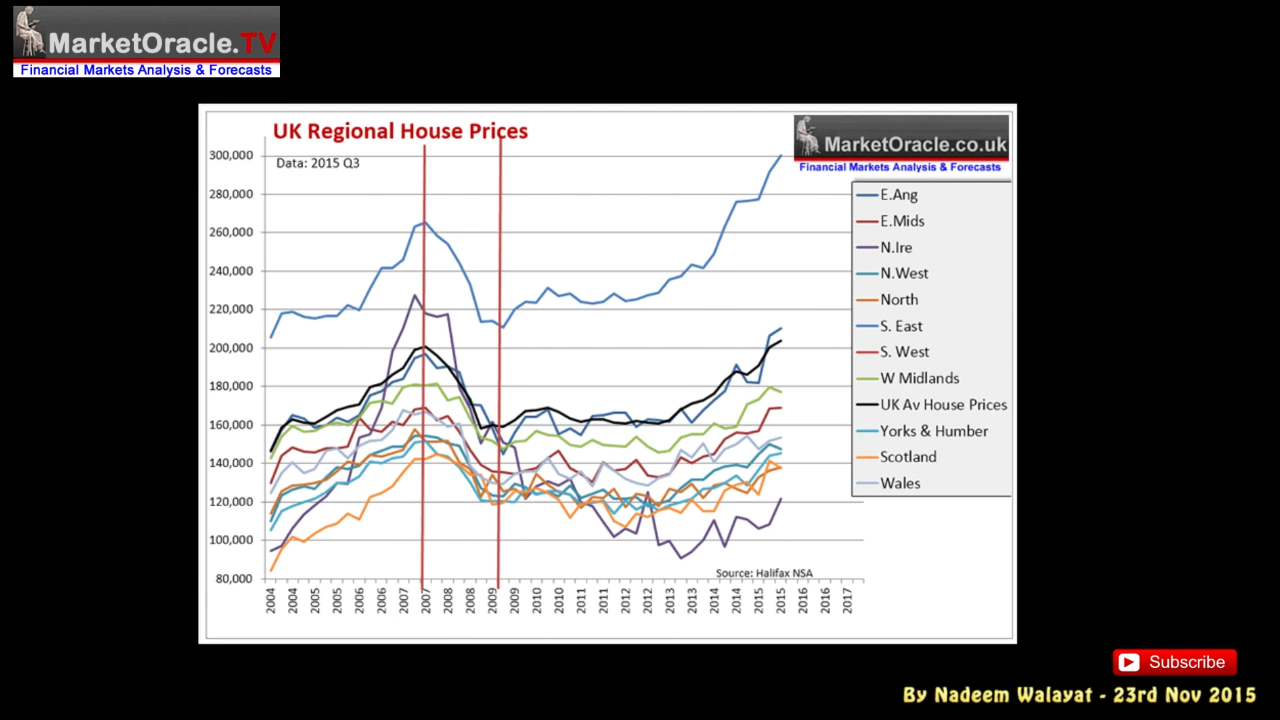 MarketOracle.TV
Financial Markets Analysis & Forecasts
UK Regional House Prices
Data: 2015 Q3
MarketOracle.co.uk
Financial Markets Analysis & Forecasts
300,000
280,000
260,000
240,000
220,000
200,000
180,000
160,000
140,000
120,000
100,000
80,000
E.Ang
E.Mids
N.Ire
N.West
North
S. East
S. West
W Midlands
UK Av House Prices
Yorks & Humber
Scotland
Wales
Source: Halifax NSA
2004 2004 2005 2005 2006 2006 2007 2007 2008 2008 2009 2009 2010 2010 2011 2011 2012 2012 2013 2013 2014 2014 2015 2015 2016 2016 2017
Subscribe
By Nadeem Walayat - 23rd Nov 2015